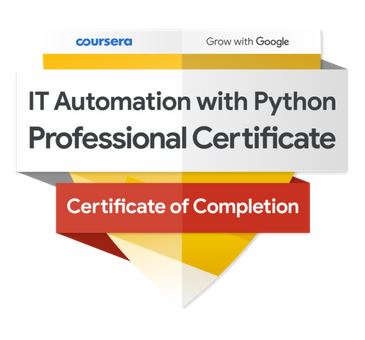 coursera Grow with Google
IT Automation with Python
Professional Certificate
Certificate of Completion